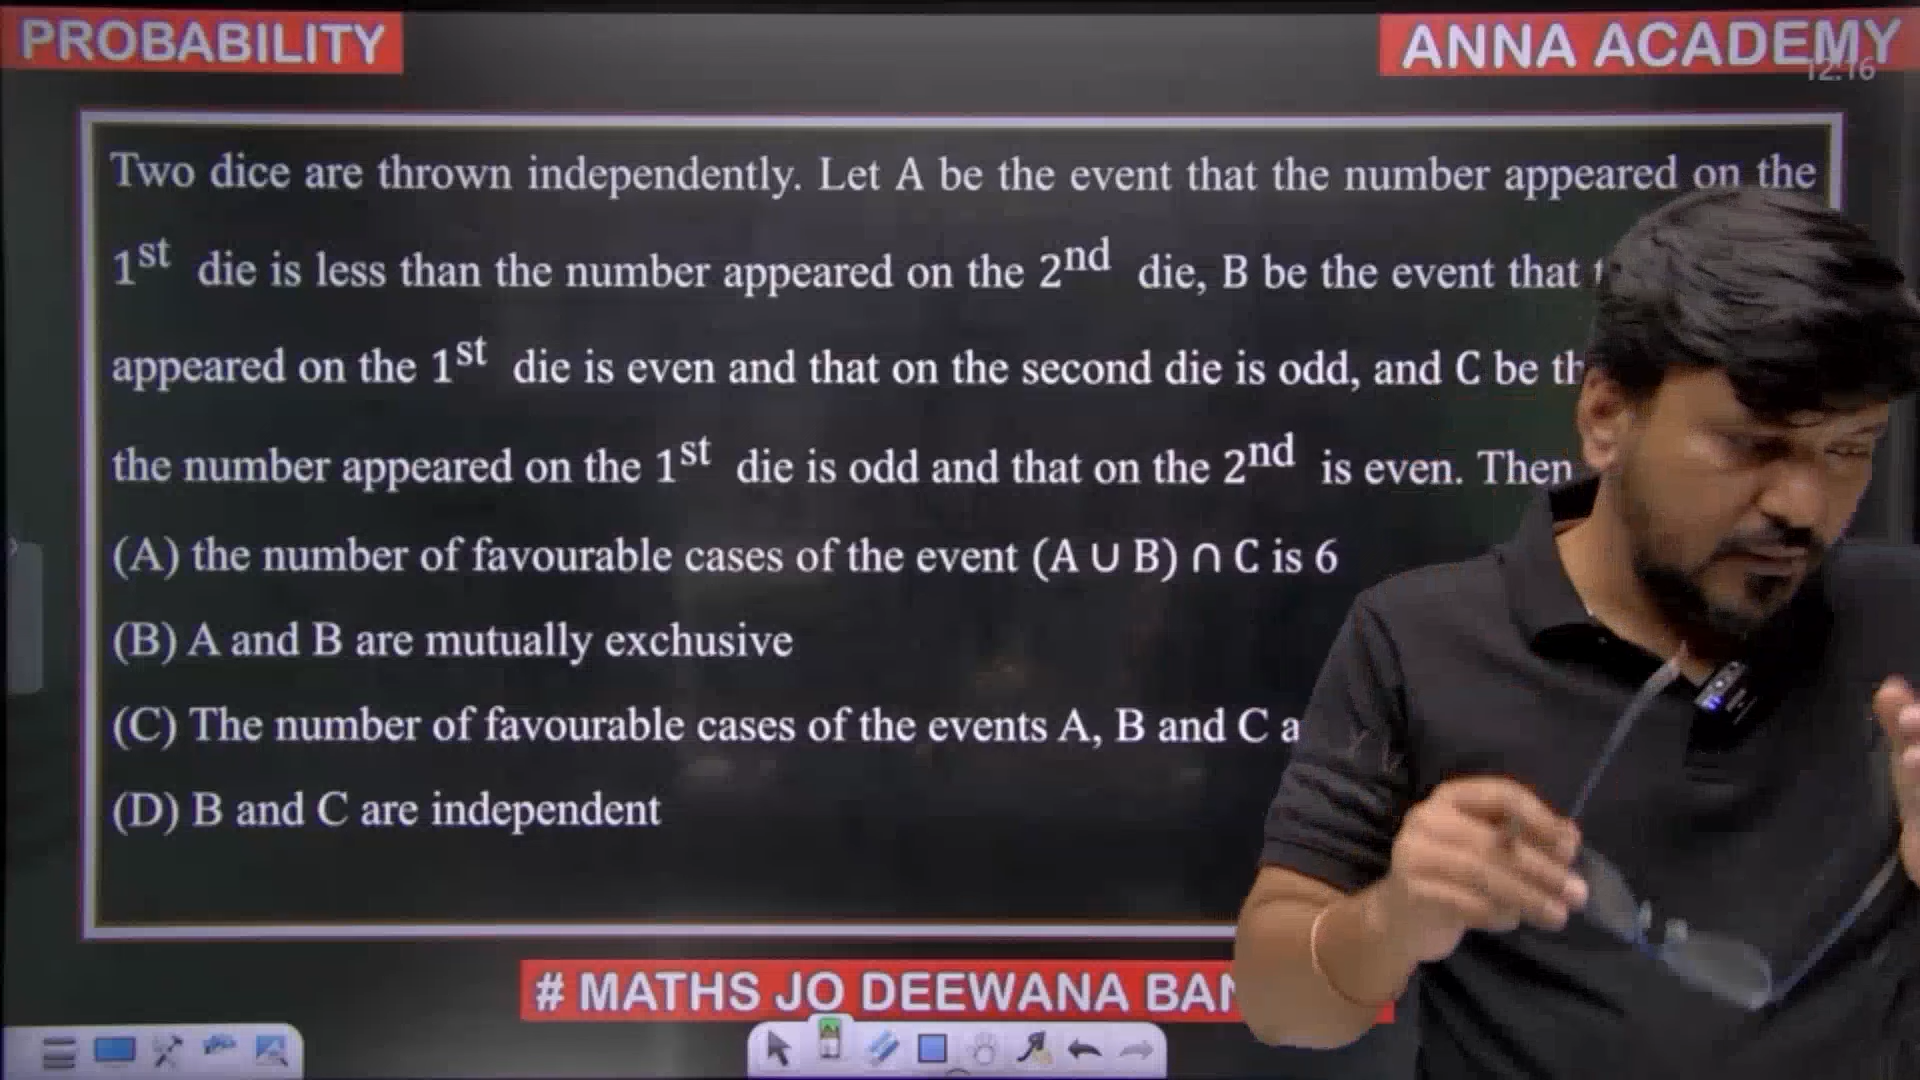 PROBABILITY
ANNA ACADEMY
12:16
Two dice are thrown independently. Let A be the event that the number appeared on the
1st die is less than the number appeared on the 2nd die, B be the event that
appeared on the 1st die is even and that on the second die is odd, and C be
the number appeared on the 1st die is odd and that on the 2nd is even. Then
(A) the number of favourable cases of the event (A ∪ B) ∩ C is 6
(B) A and B are mutually exchusive
(C) The number of favourable cases of the events A, B and C
(D) B and C are independent
# MATHS JO DEEWANA